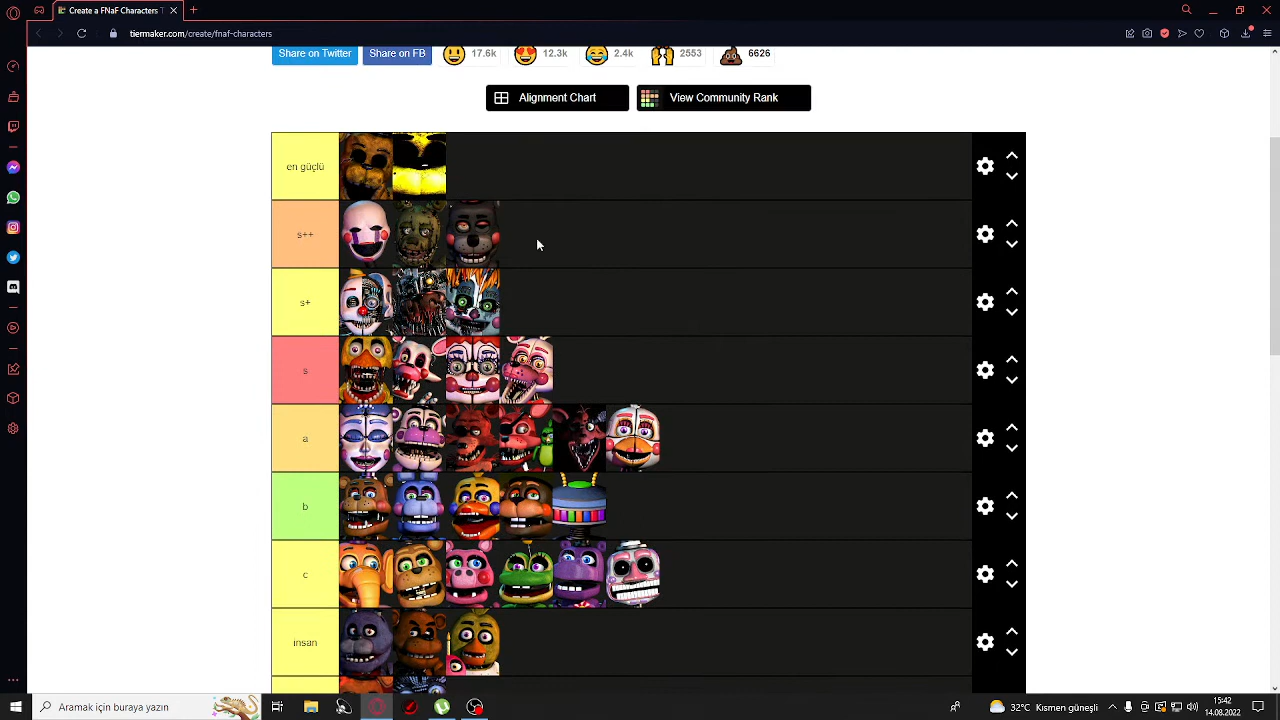 Create a FNaF Characters T
tiemaker.com/create/fnaf-characters
Share on Twitter
Share on FB
17.6k
12.3k
2.4k
2553
6626
Alignment Chart
View Community Rank
en güçlü
s++
s+
s
a
b
c
insan
Aramak için buraya yazın
32°C Kısmen güneşli
15:42
14.08.2022